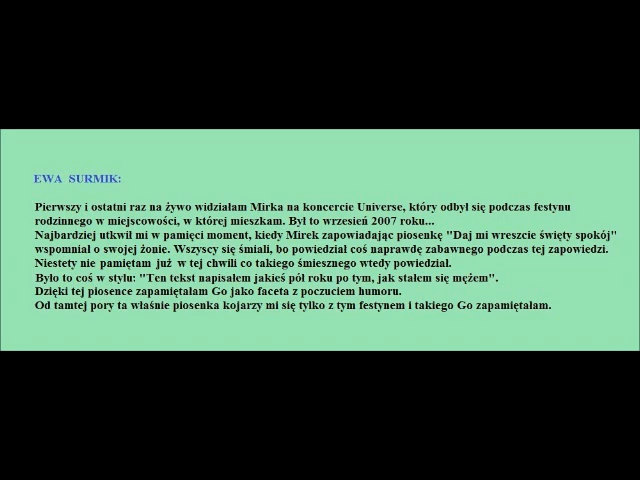 EWA SURMIK:
Pierwszy i ostatni raz na żywo widziałam Mirka na koncercie Universe, który odbył się podczas festynu
rodzinnego w miejscowości, w której mieszkam. Był to wrzesień 2007 roku...
Najbardziej utkwił mi w pamięci moment, kiedy Mirek zapowiadając piosenkę "Daj mi wreszcie święty spokój"
wspomniał o swojej żonie. Wszyscy się śmiali, bo powiedział coś naprawdę zabawnego podczas tej zapowiedzi.
Niestety nie pamiętam już w tej chwili co takiego śmiesznego wtedy powiedział.
Było to coś w stylu: "Ten tekst napisałem jakieś pół roku po tym, jak stałem się mężem".
Dzięki tej piosence zapamiętałam Go jako faceta z poczuciem humoru.
Od tamtej pory ta właśnie piosenka kojarzy mi się tylko z tym festynem i takiego Go zapamiętałam.